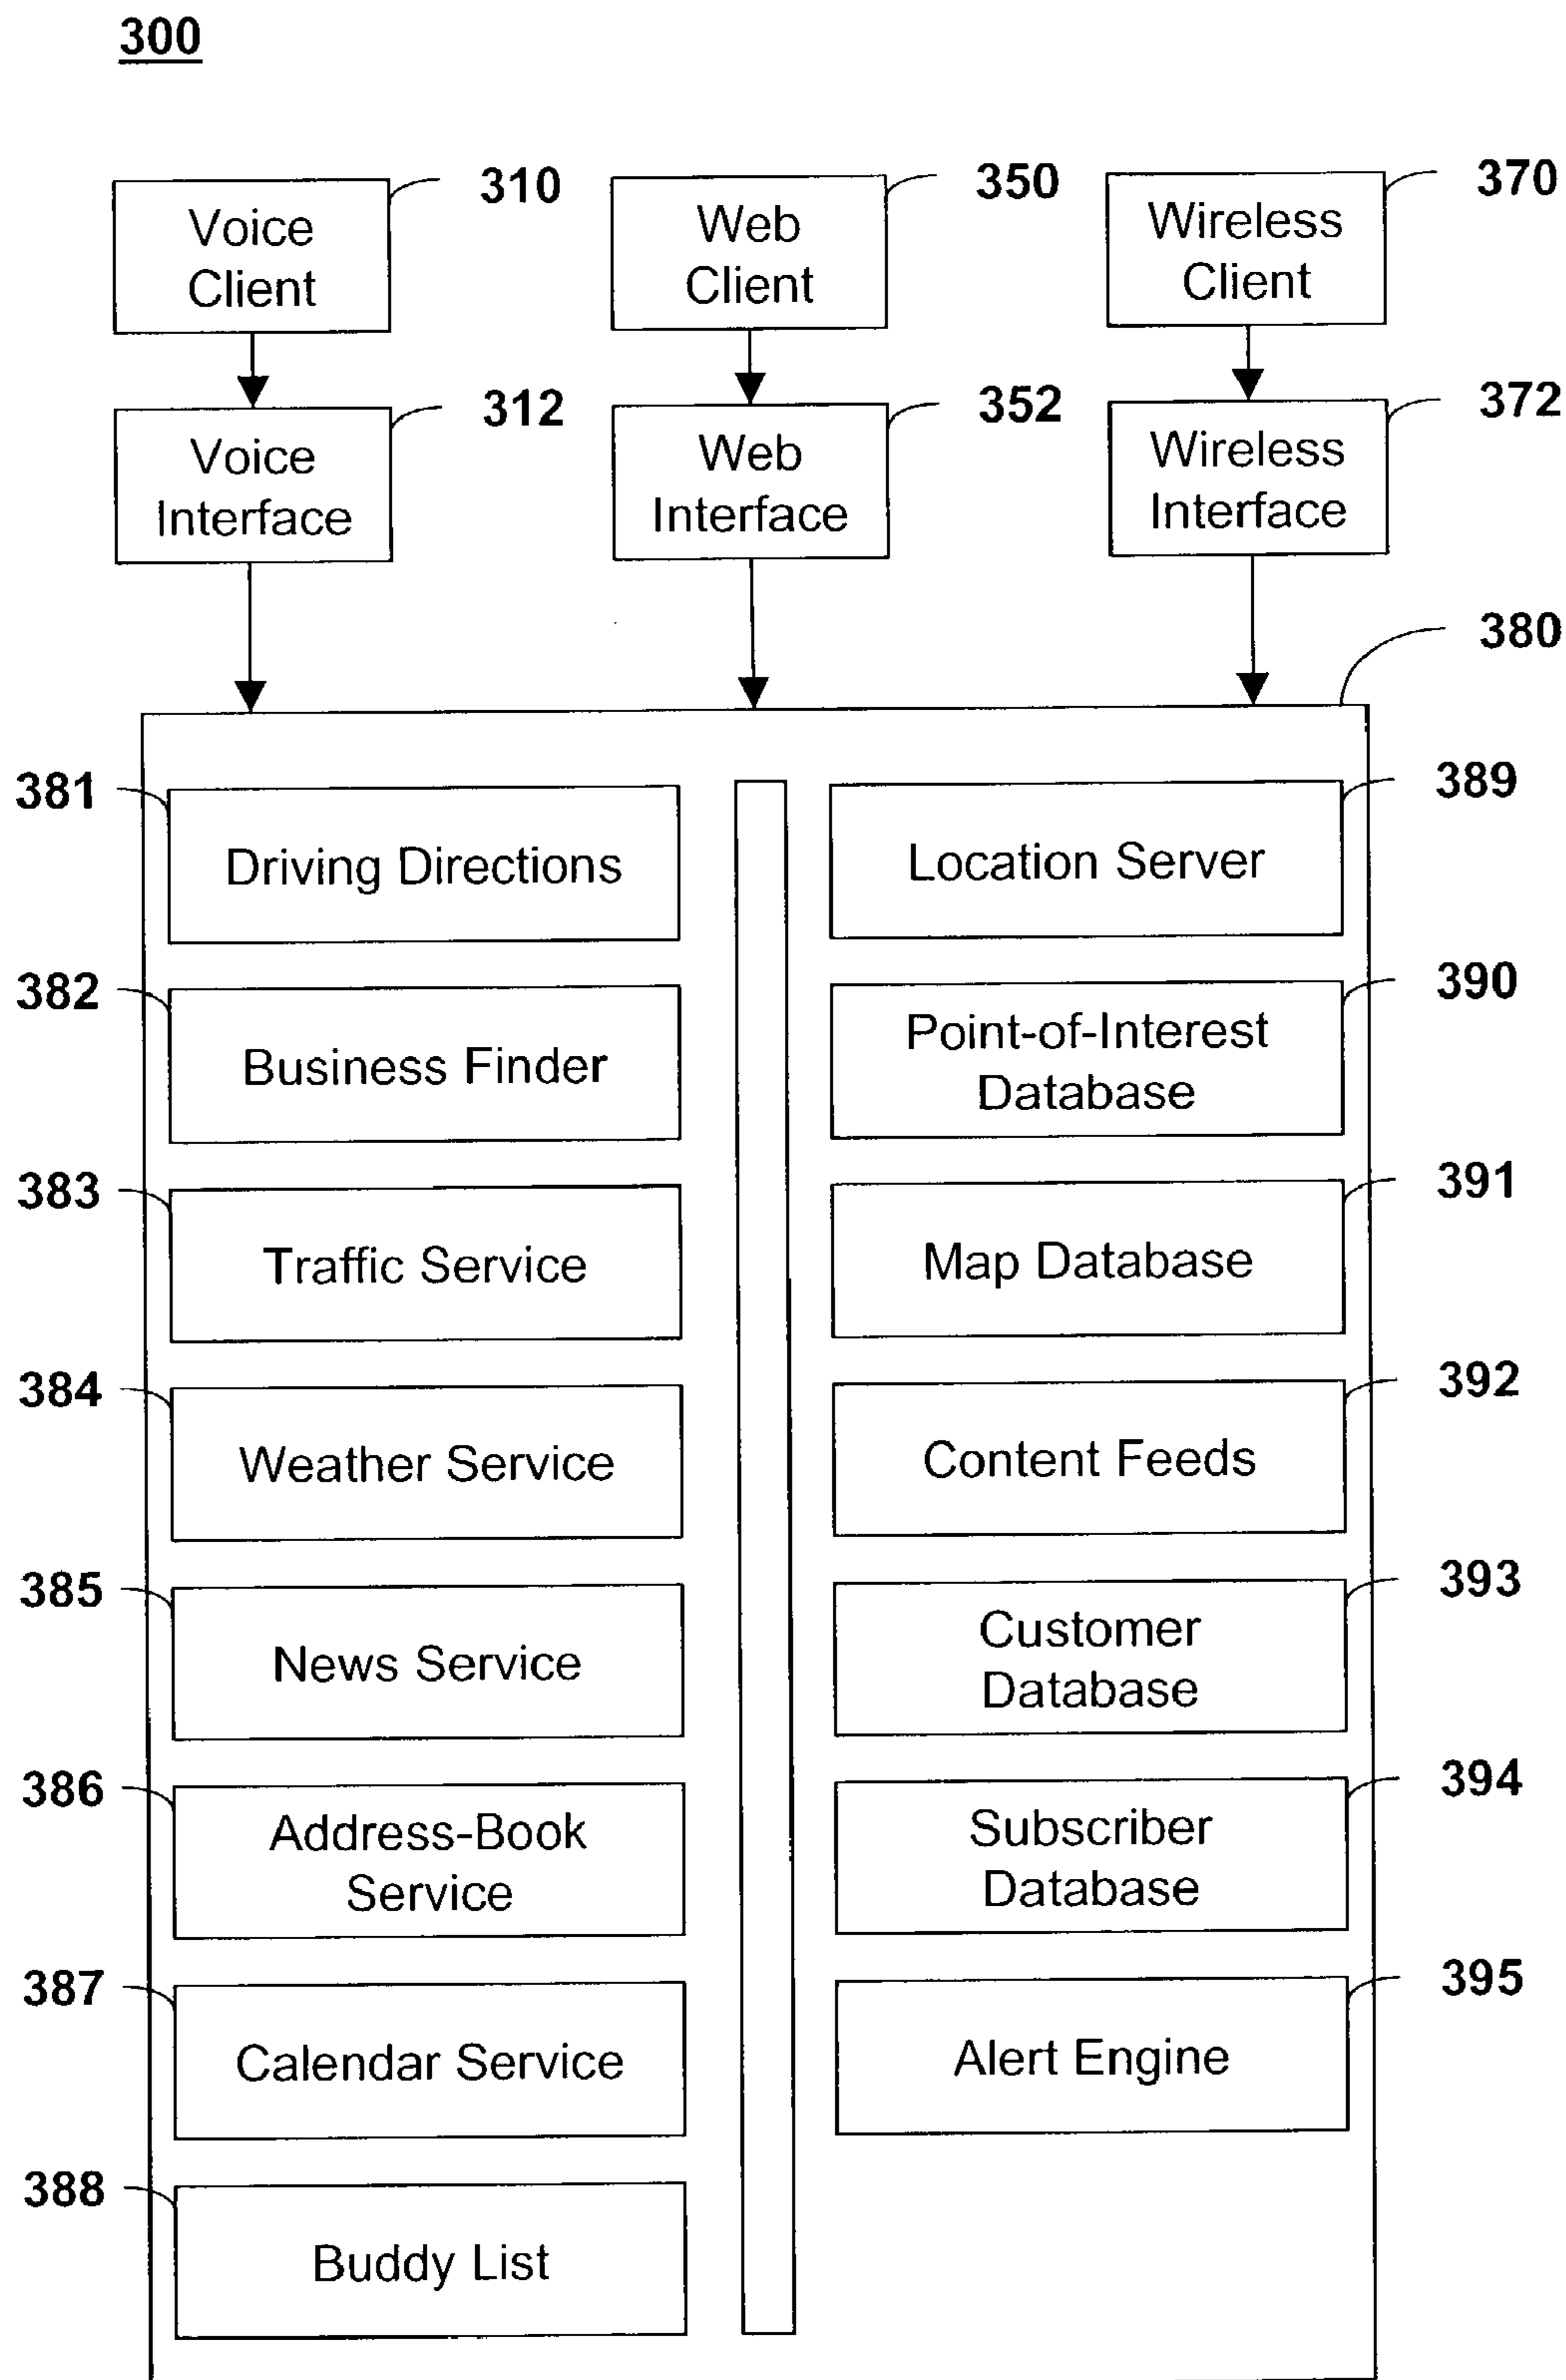 300
310
350
370
Voice
Client
Web
Client
Wireless
Client
312
352
372
Voice
Interface
Web
Interface
Wireless
Interface
380
381
Driving Directions
Location Server
389
382
Business Finder
Point-of-Interest
Database
390
383
Traffic Service
Map Database
391
384
Weather Service
Content Feeds
392
385
News Service
Customer
Database
393
386
Address-Book
Service
Subscriber
Database
394
387
Calendar Service
Alert Engine
395
388
Buddy List